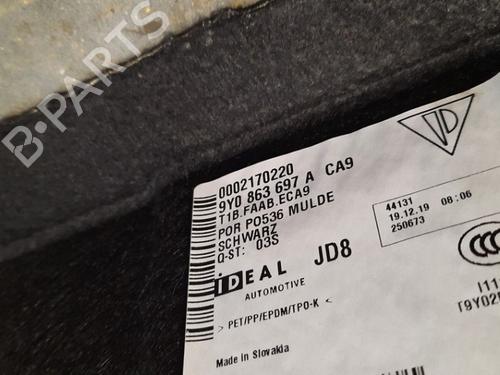 B-PARTS
0002170220
9Y0 863 697 A CA9
T1B.FAAB.ECA9
POR PO536 MULDE
SCHWARZ
Q-ST: 03S
iDEAL JD8
AUTOMOTIVE
> PET/PP/EPDM/TPO-K <
Made in Slovakia
44131
19.12.19 08:06
250673